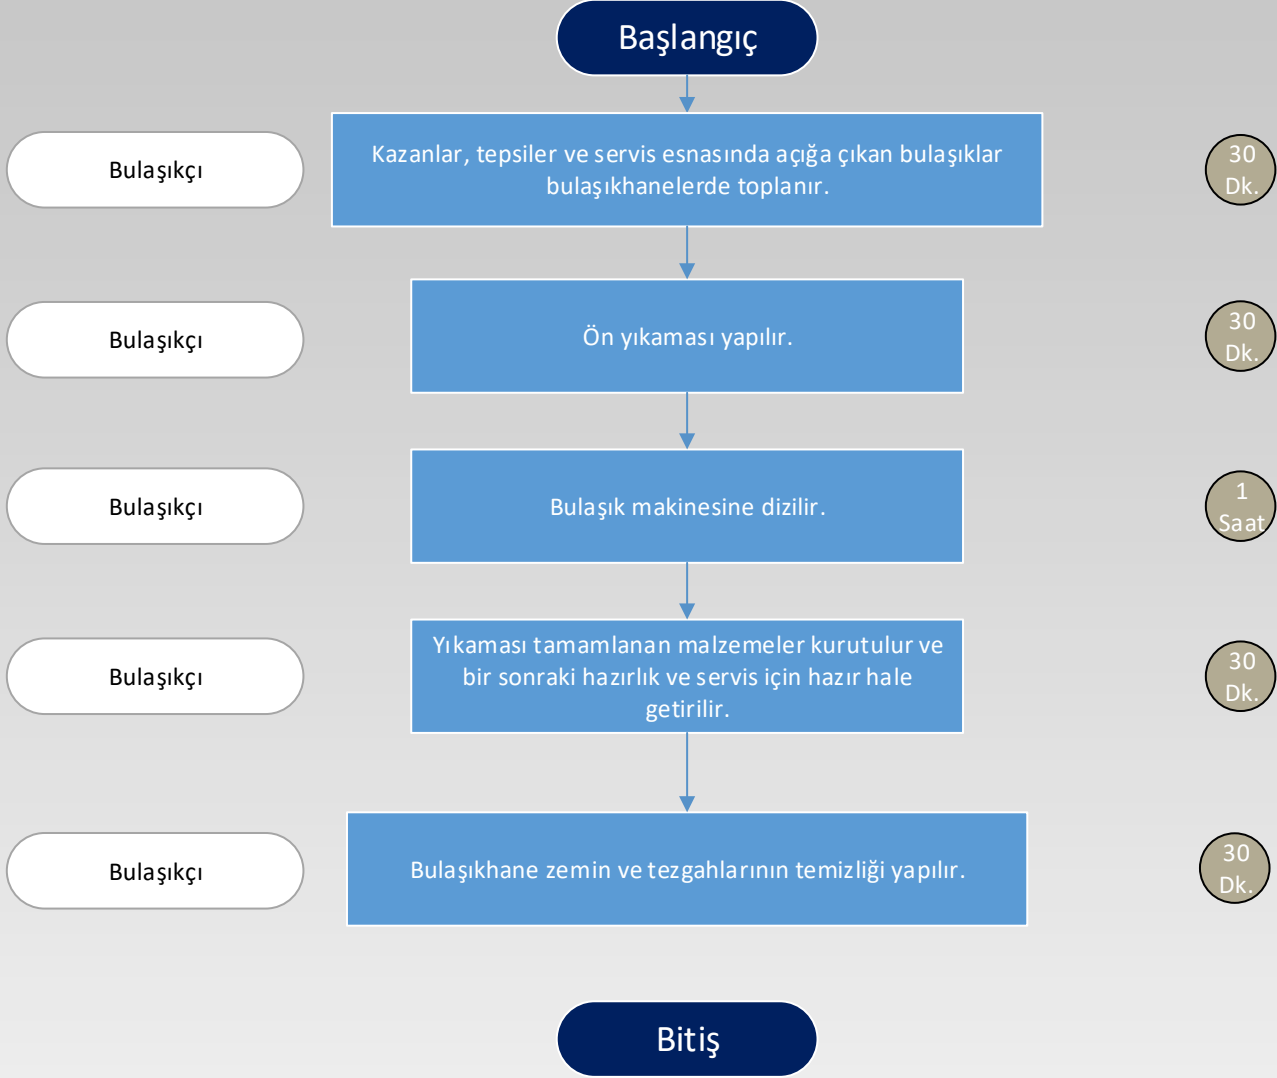 Başlangıç
Bulaşıkçı
Kazanlar, tepsiler ve servis esnasında açığa çıkan bulaşıklar
bulaşıkhanelerde toplanır.
30
Dk.
Bulaşıkçı
Ön yıkaması yapılır.
30
Dk.
Bulaşıkçı
Bulaşık makinesine dizilir.
1
Saat
Bulaşıkçı
Yıkaması tamamlanan malzemeler kurutulur ve
bir sonraki hazırlık ve servis için hazır hale
getirilir.
30
Dk.
Bulaşıkçı
Bulaşıkhane zemin ve tezgahlarının temizliği yapılır.
30
Dk.
Bitiş